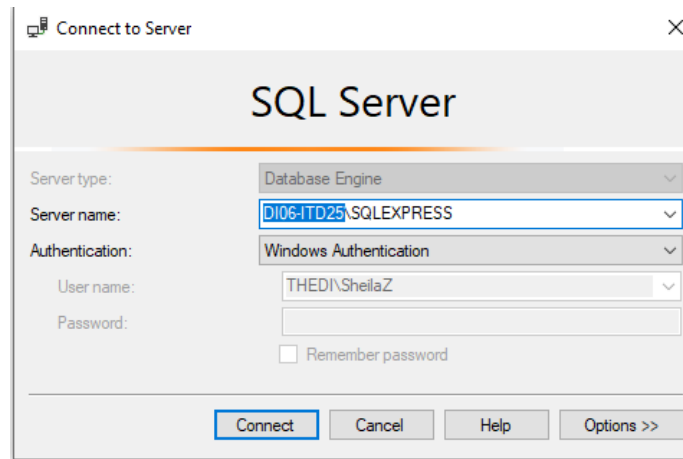 Connect to Server
SQL Server
Server type: Database Engine
Server name: DI06-ITD25\SQLEXPRESS
Authentication: Windows Authentication
User name: THEDI\SheilaZ
Password:
Remember password
Connect Cancel Help Options >>